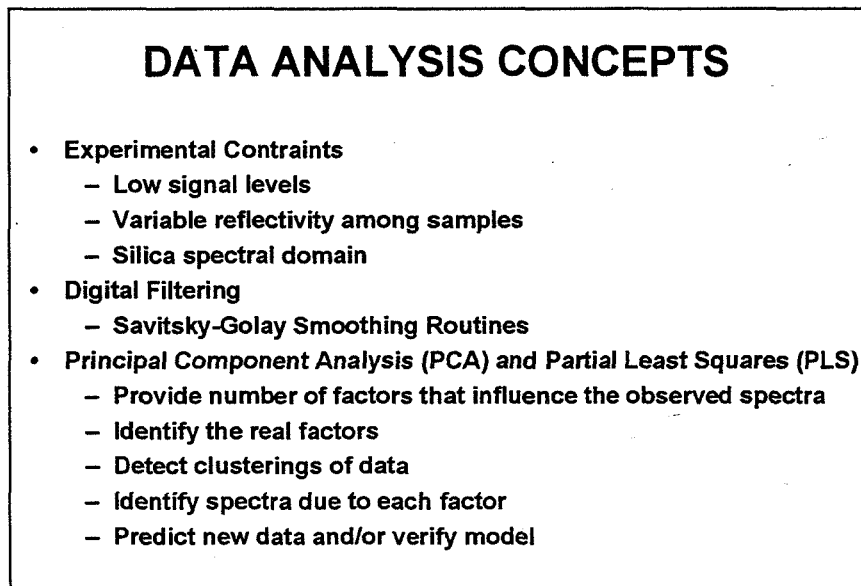 DATA ANALYSIS CONCEPTS
• Experimental Contraints
– Low signal levels
– Variable reflectivity among samples
– Silica spectral domain
• Digital Filtering
– Savitsky-Golay Smoothing Routines
• Principal Component Analysis (PCA) and Partial Least Squares (PLS)
– Provide number of factors that influence the observed spectra
– Identify the real factors
– Detect clusterings of data
– Identify spectra due to each factor
– Predict new data and/or verify model